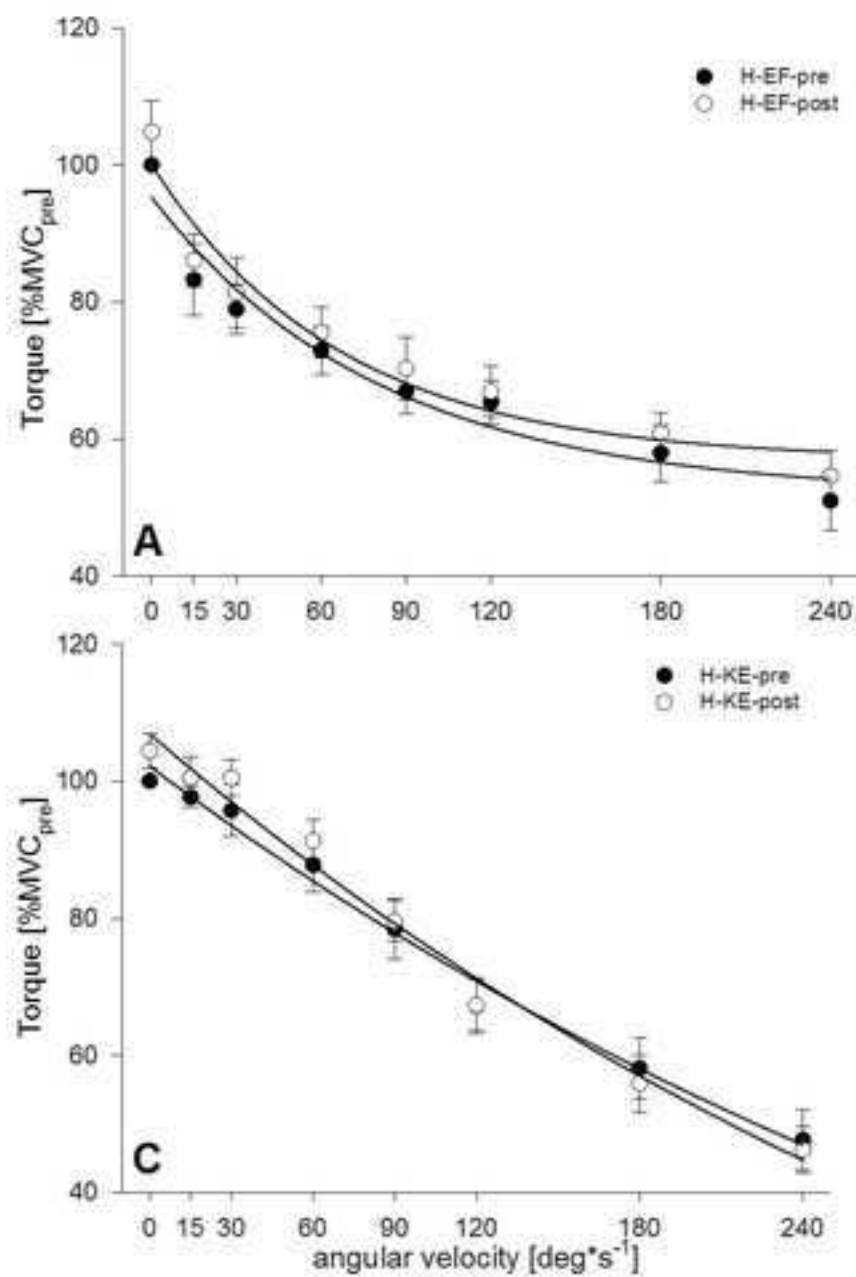 120
H-EF-pre
H-EF-post
100
80
60
40
Torque [%MVCpre]
A
0 15 30 60 90 120 180 240
120
H-KE-pre
H-KE-post
100
80
60
40
Torque [%MVCpre]
C
0 15 30 60 90 120 180 240
angular velocity [deg*s-1]